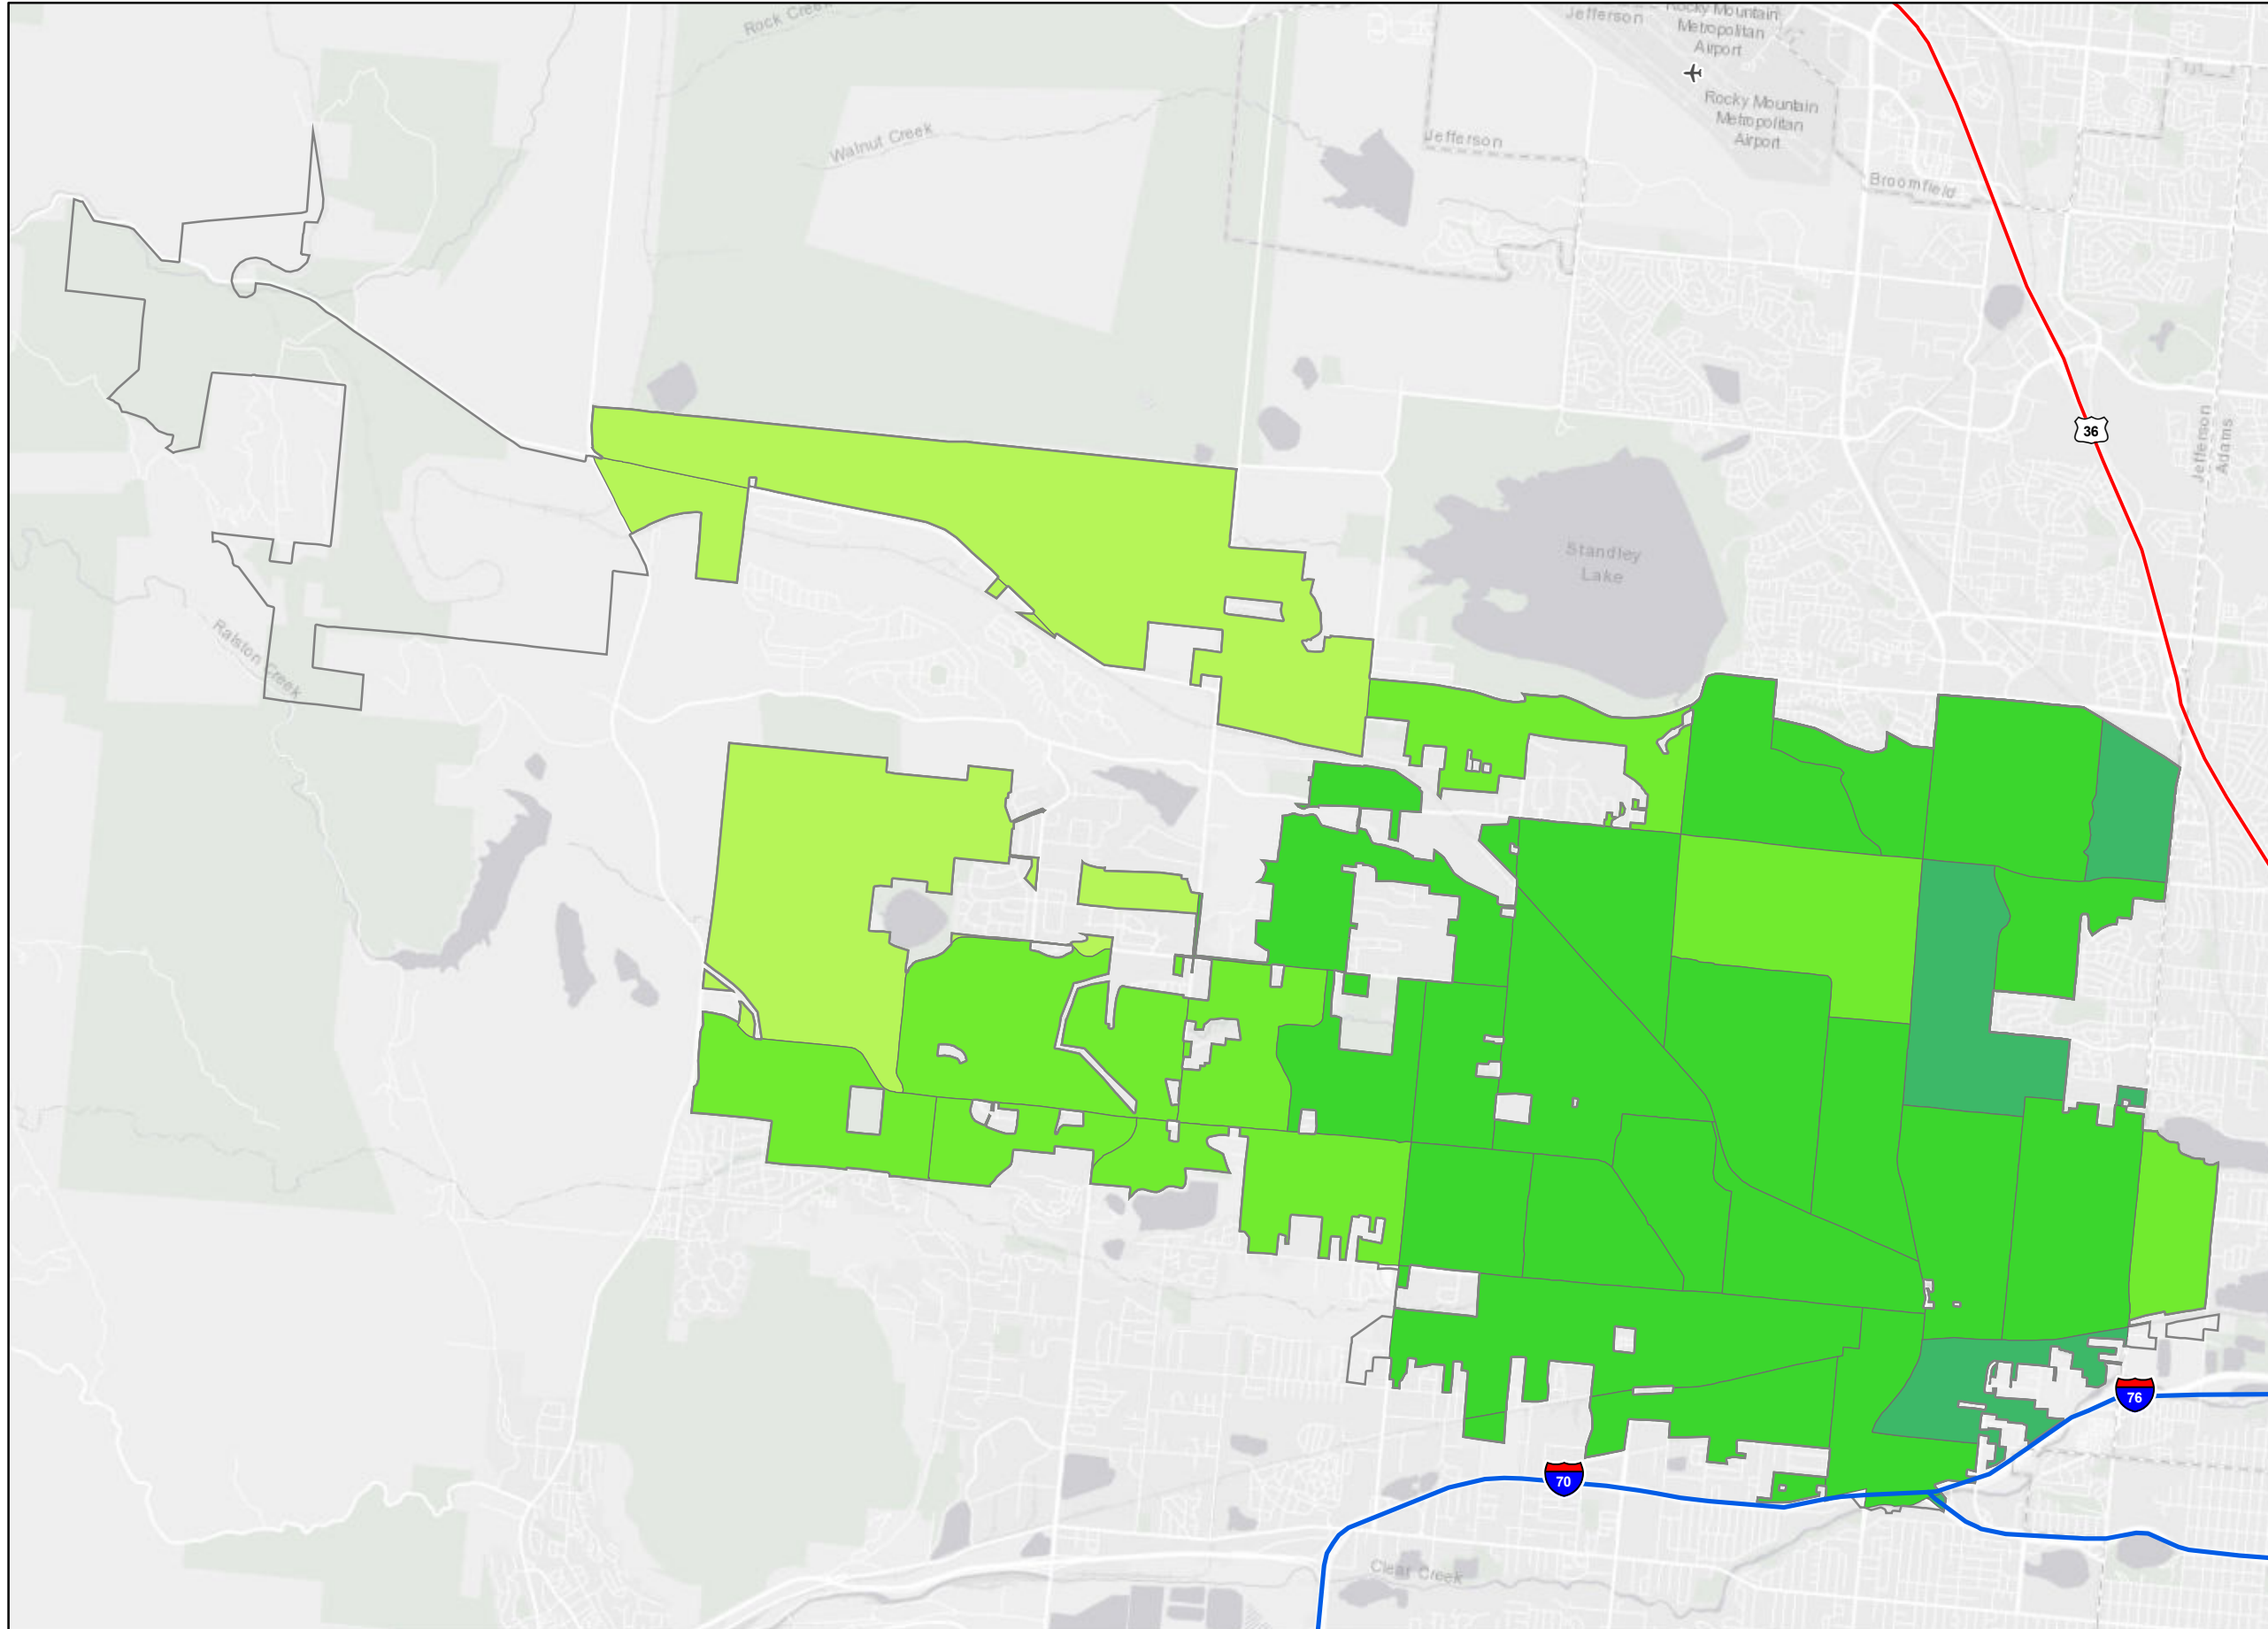 Rock Creek
Jefferson
Rocky Mountain
Metropolitan
Airport
Rocky Mountain
Metropolitan
Airport
Walnut Creek
Jefferson
Broomfield
36
Jefferson
Adams
Standley
Lake
Ralston Creek
76
70
Clear Creek